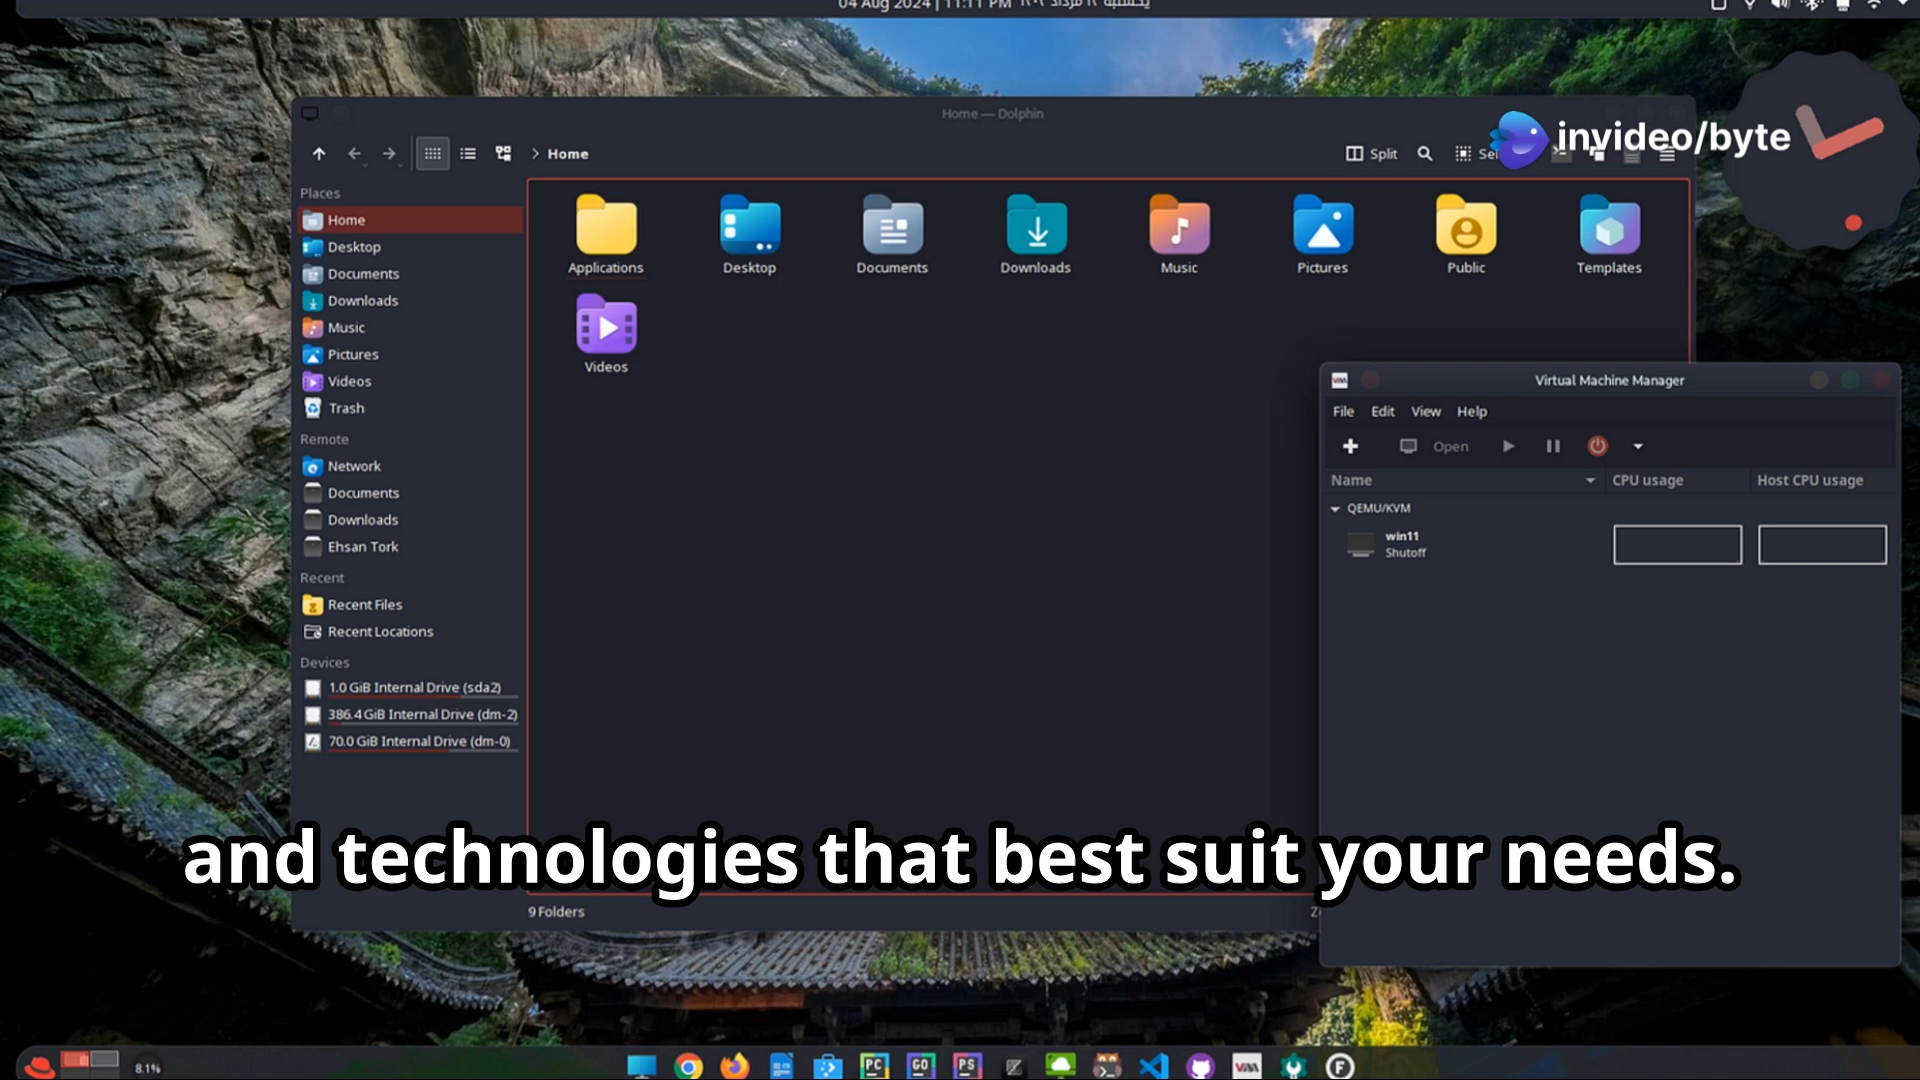 04 Aug 2024 | 11:11 PM
Home — Dolphin
invideo/byte
Home
Split
Places
Home
Desktop
Documents
Downloads
Music
Pictures
Videos
Trash
Remote
Network
Documents
Downloads
Ehsan Tork
Recent
Recent Files
Recent Locations
Devices
1.0 GiB Internal Drive (sda2)
386.4 GiB Internal Drive (dm-2)
70.0 GiB Internal Drive (dm-0)
Applications
Desktop
Documents
Downloads
Music
Pictures
Public
Templates
Videos
9 Folders
Virtual Machine Manager
File Edit View Help
Open
Name CPU usage Host CPU usage
QEMU/KVM
win11
Shutoff
and technologies that best suit your needs.
8.1%
PC GO PS